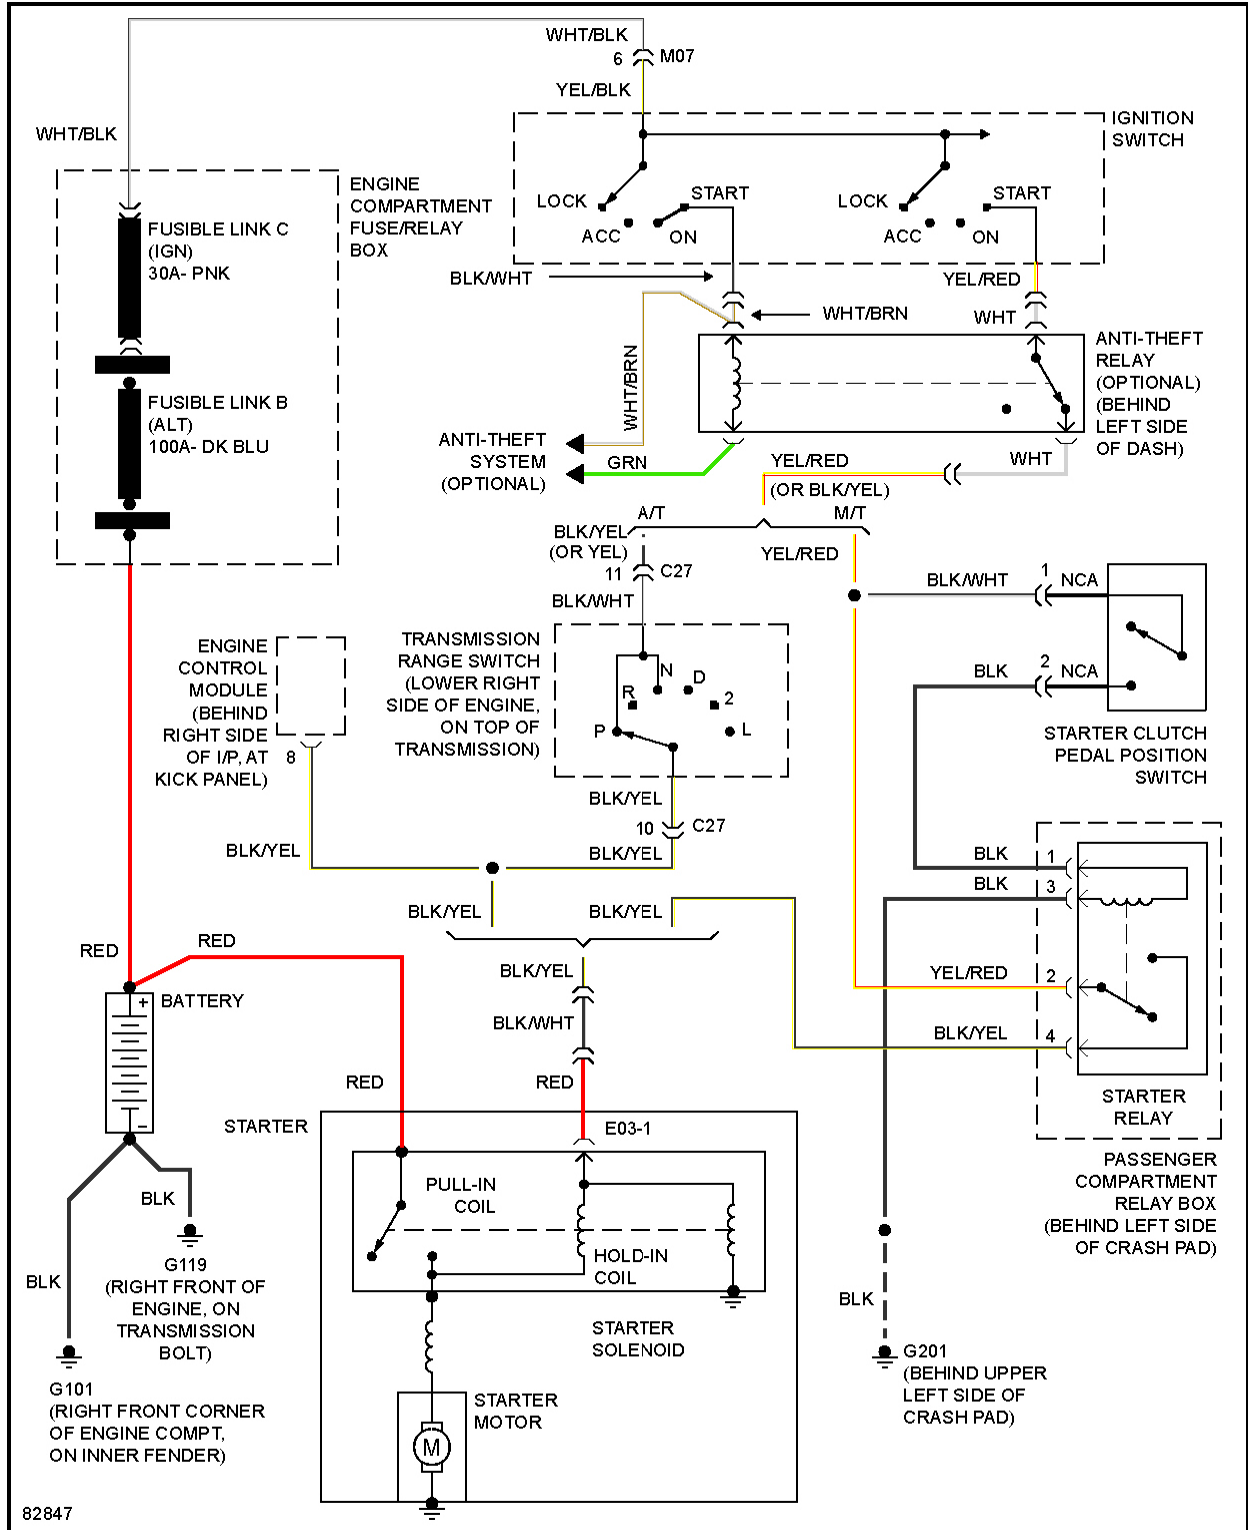 WHT/BLK
6
M07
YEL/BLK
WHT/BLK
IGNITION
SWITCH
LOCK
START
ACC
ON
LOCK
START
ACC
ON
ENGINE
COMPARTMENT
FUSE/RELAY
BOX
FUSIBLE LINK C
(IGN)
30A- PNK
BLK/WHT
YEL/RED
WHT/BRN
WHT
WHT/BRN
ANTI-THEFT
RELAY
(OPTIONAL)
(BEHIND
LEFT SIDE
OF DASH)
FUSIBLE LINK B
(ALT)
100A- DK BLU
ANTI-THEFT
SYSTEM
(OPTIONAL)
GRN
YEL/RED
(OR BLK/YEL)
WHT
A/T
M/T
BLK/YEL
(OR YEL)
YEL/RED
11
C27
BLK/WHT
BLK/WHT
1
NCA
BLK
2
NCA
STARTER CLUTCH
PEDAL POSITION
SWITCH
ENGINE
CONTROL
MODULE
(BEHIND
RIGHT SIDE
OF I/P, AT
KICK PANEL)
8
TRANSMISSION
RANGE SWITCH
(LOWER RIGHT
SIDE OF ENGINE,
ON TOP OF
TRANSMISSION)
P
R
N
D
2
L
BLK/YEL
10
C27
BLK/YEL
BLK/YEL
BLK/YEL
BLK/YEL
BLK
1
BLK
3
YEL/RED
2
BLK/YEL
4
STARTER
RELAY
PASSENGER
COMPARTMENT
RELAY BOX
(BEHIND LEFT SIDE
OF CRASH PAD)
RED
RED
BLK/YEL
BLK/WHT
RED
RED
+
BATTERY
-
BLK
BLK
G119
(RIGHT FRONT OF
ENGINE, ON
TRANSMISSION
BOLT)
G101
(RIGHT FRONT CORNER
OF ENGINE COMPT,
ON INNER FENDER)
STARTER
E03-1
PULL-IN
COIL
HOLD-IN
COIL
STARTER
SOLENOID
STARTER
MOTOR
M
BLK
G201
(BEHIND UPPER
LEFT SIDE OF
CRASH PAD)
82847